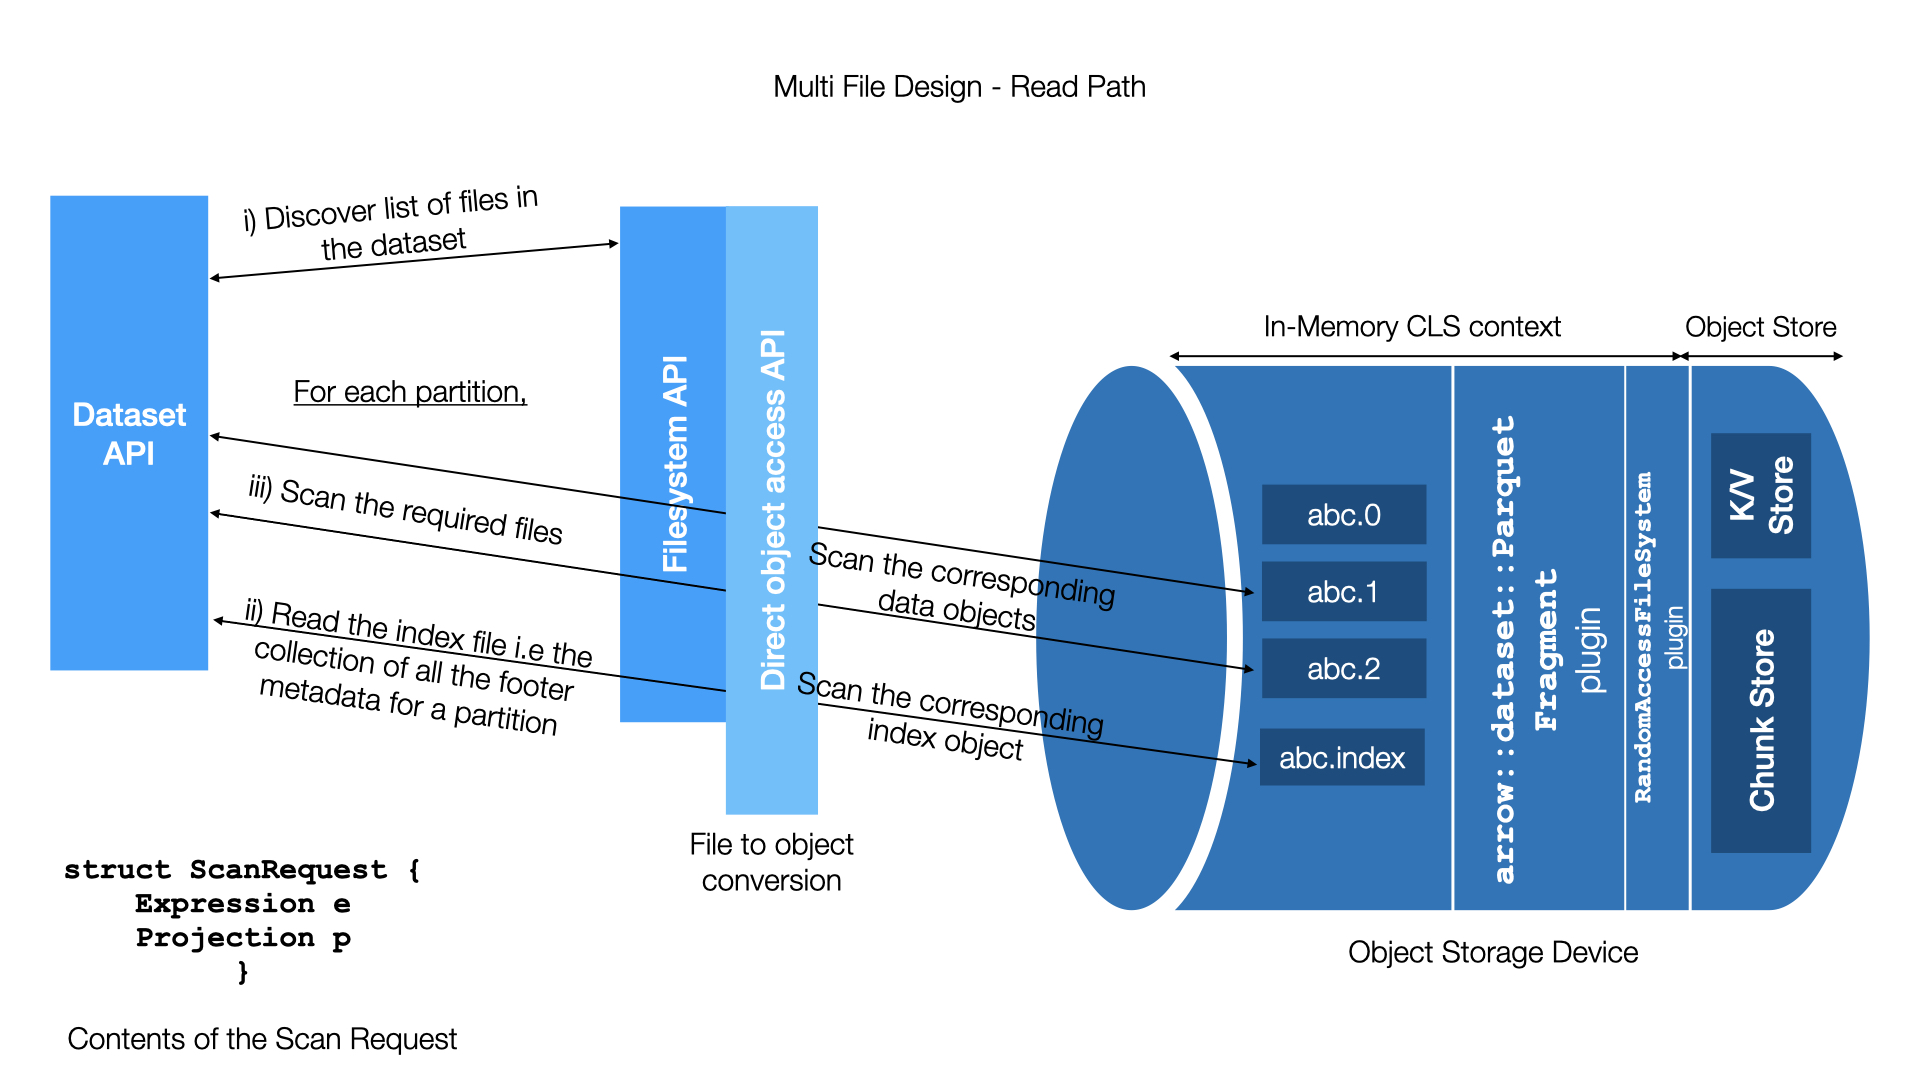 Multi File Design - Read Path
i) Discover list of files in
the dataset
For each partition,
Dataset
API
iii) Scan the required files
ii) Read the index file i.e the
collection of all the footer
metadata for a partition
Filesystem API
Direct object access API
File to object
conversion
Scan the corresponding
data objects
Scan the corresponding
index object
In-Memory CLS context
Object Store
abc.0
abc.1
abc.2
abc.index
arrow::dataset::Parquet
Fragment
plugin
RandomAccessFileSystem
plugin
K/V
Store
Chunk Store
Object Storage Device
struct ScanRequest {
Expression e
Projection p
}
Contents of the Scan Request